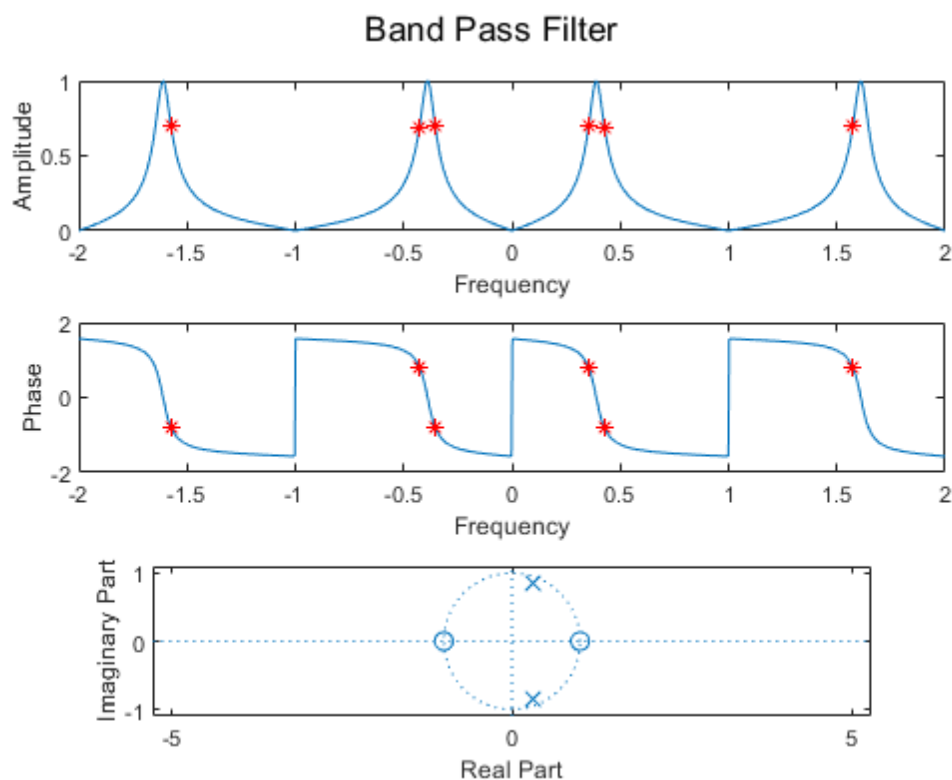 Band Pass Filter
Amplitude
1
0.5
0
-2 -1.5 -1 -0.5 0 0.5 1 1.5 2
Frequency
Phase
2
0
-2
-2 -1.5 -1 -0.5 0 0.5 1 1.5 2
Frequency
Imaginary Part
1
0
-1
-5 0 5
Real Part